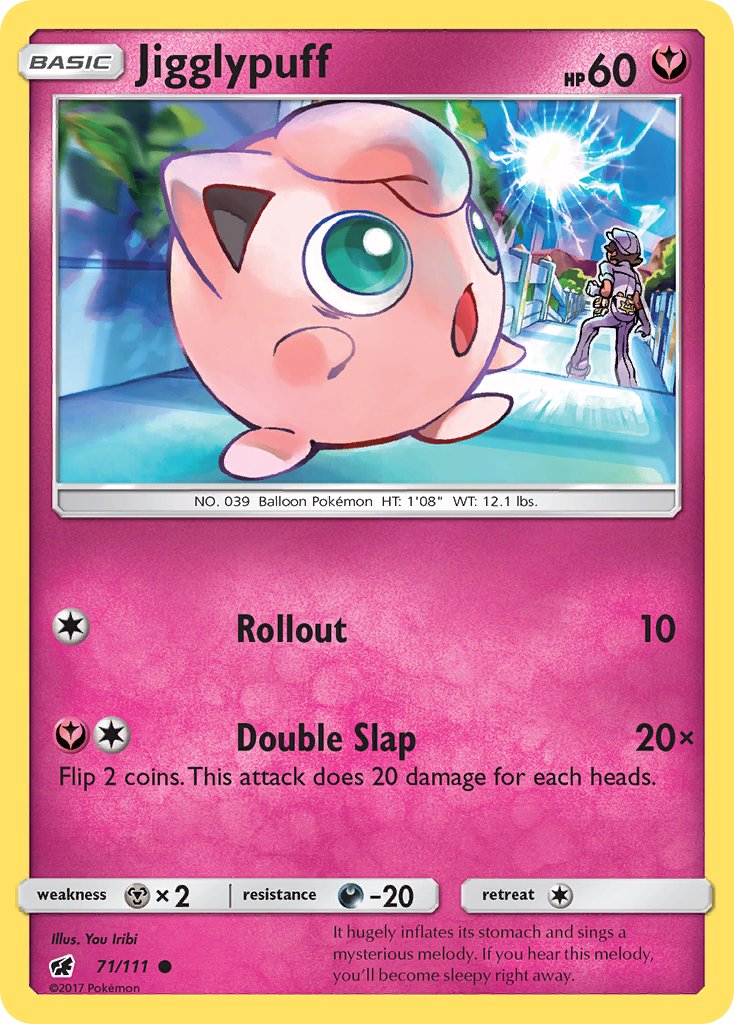 BASIC Jigglypuff HP 60
NO. 039 Balloon Pokémon HT: 1'08" WT: 12.1 lbs.
Rollout 10
Double Slap 20×
Flip 2 coins. This attack does 20 damage for each heads.
weakness ×2 resistance -20 retreat
Illus. You Iribi
71/111
©2017 Pokémon
It hugely inflates its stomach and sings a
mysterious melody. If you hear this melody,
you'll become sleepy right away.